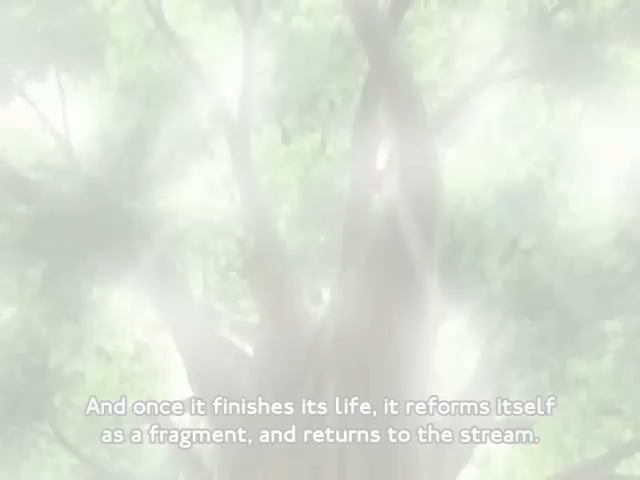 And once it finishes its life, it reforms itself
as a fragment, and returns to the stream.